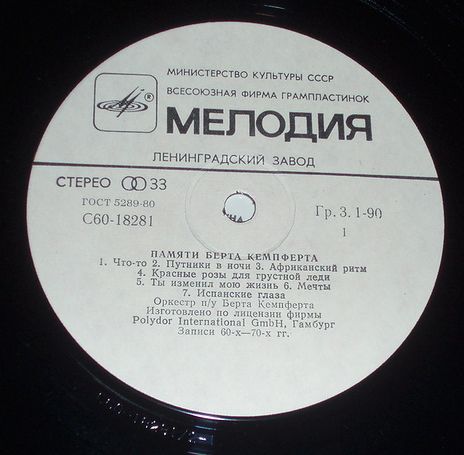 МИНИСТЕРСТВО КУЛЬТУРЫ СССР
ВСЕСОЮЗНАЯ ФИРМА ГРАМПЛАСТИНОК
®
МЕЛОДИЯ
ЛЕНИНГРАДСКИЙ ЗАВОД
СТЕРЕО 33
ГОСТ 5289-80
С60-18281
Гр. 3. 1-90
1
ПАМЯТИ БЕРТА КЕМПФЕРТА
1. Что-то 2. Путники в ночи 3. Африканский ритм
4. Красные розы для грустной леди
5. Ты изменил мою жизнь 6. Мечты
7. Испанские глаза
Оркестр п/у Берта Кемпферта
Изготовлено по лицензии фирмы
Polydor International GmbH, Гамбург
Записи 60-х—70-х гг.